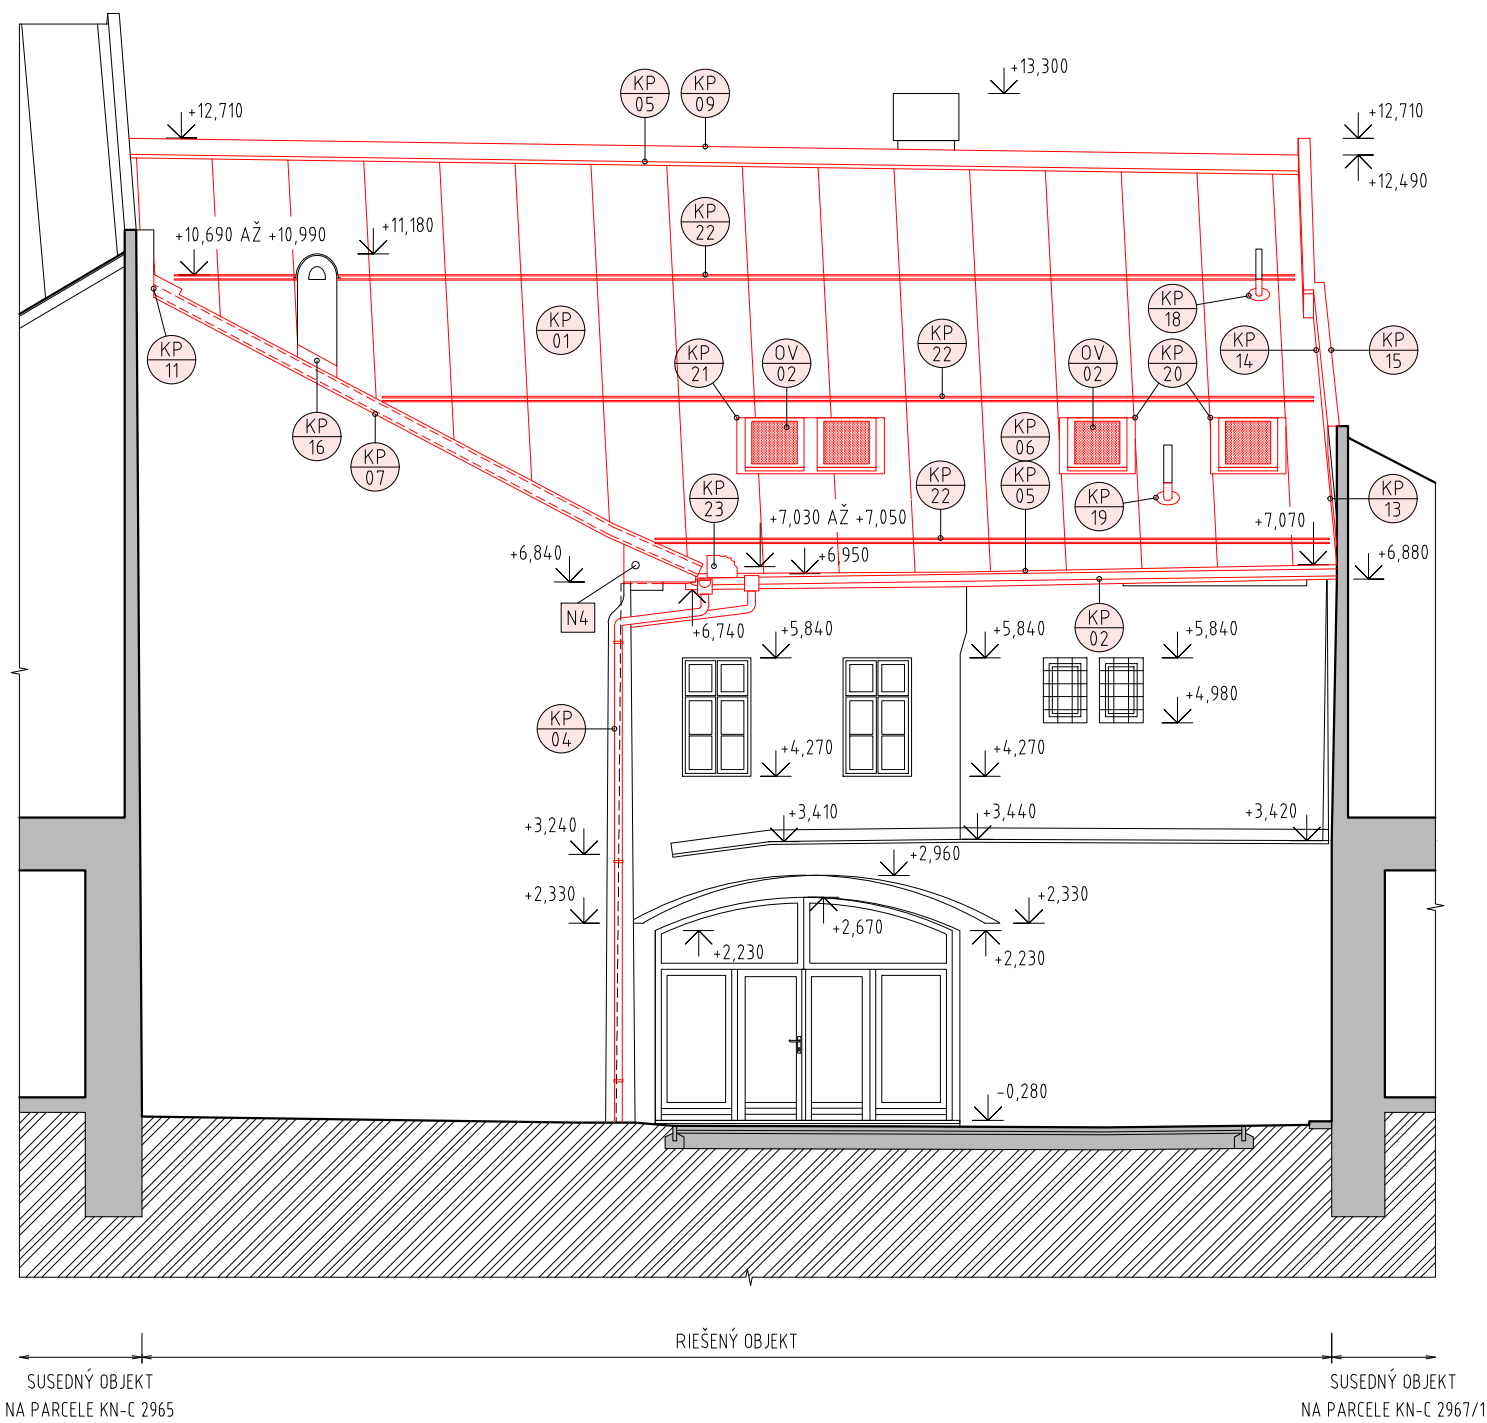 KP
05
KP
09
+13,300
+12,710
+12,710
+12,490
KP
22
+10,690 AŽ +10,990
+11,180
KP
18
KP
01
KP
11
KP
21
OV
02
KP
22
OV
02
KP
20
KP
14
KP
15
KP
16
KP
07
KP
06
KP
23
KP
22
KP
05
KP
19
KP
13
+7,030 AŽ +7,050
+7,070
+6,840
+6,950
+6,880
N4
+6,740
KP
02
+5,840
+5,840
+5,840
+4,980
KP
04
+4,270
+4,270
+3,410
+3,440
+3,420
+3,240
+2,960
+2,330
+2,330
+2,670
+2,230
+2,230
-0,280
RIEŠENÝ OBJEKT
SUSEDNÝ OBJEKT
NA PARCELE KN-C 2965
SUSEDNÝ OBJEKT
NA PARCELE KN-C 2967/1